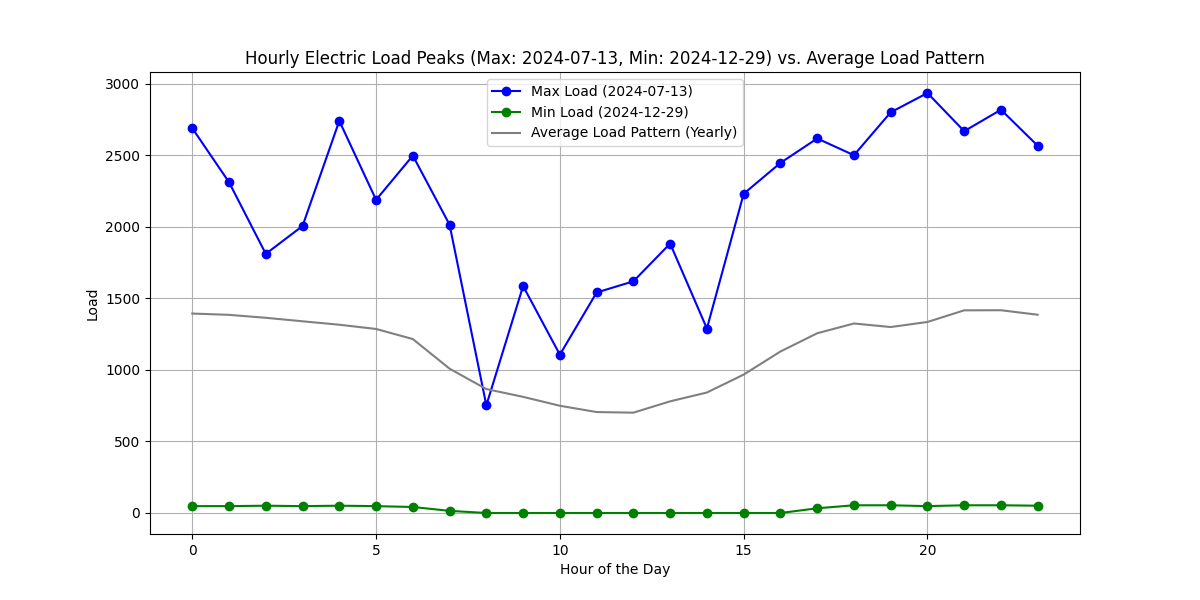 Hourly Electric Load Peaks (Max: 2024-07-13, Min: 2024-12-29) vs. Average Load Pattern
Max Load (2024-07-13)
Min Load (2024-12-29)
Average Load Pattern (Yearly)
Load
3000
2500
2000
1500
1000
500
0
0 5 10 15 20
Hour of the Day